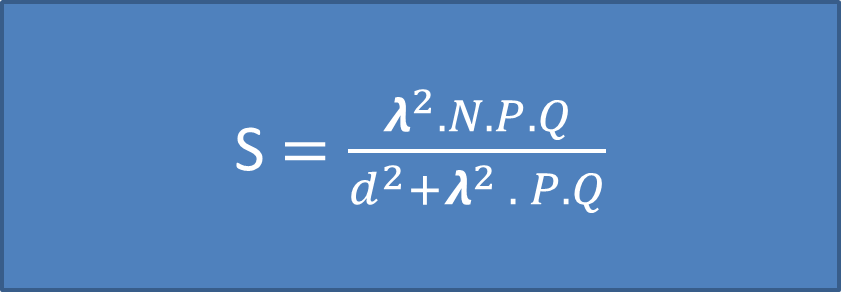 S = λ².N.P.Q / d²+λ² . P.Q